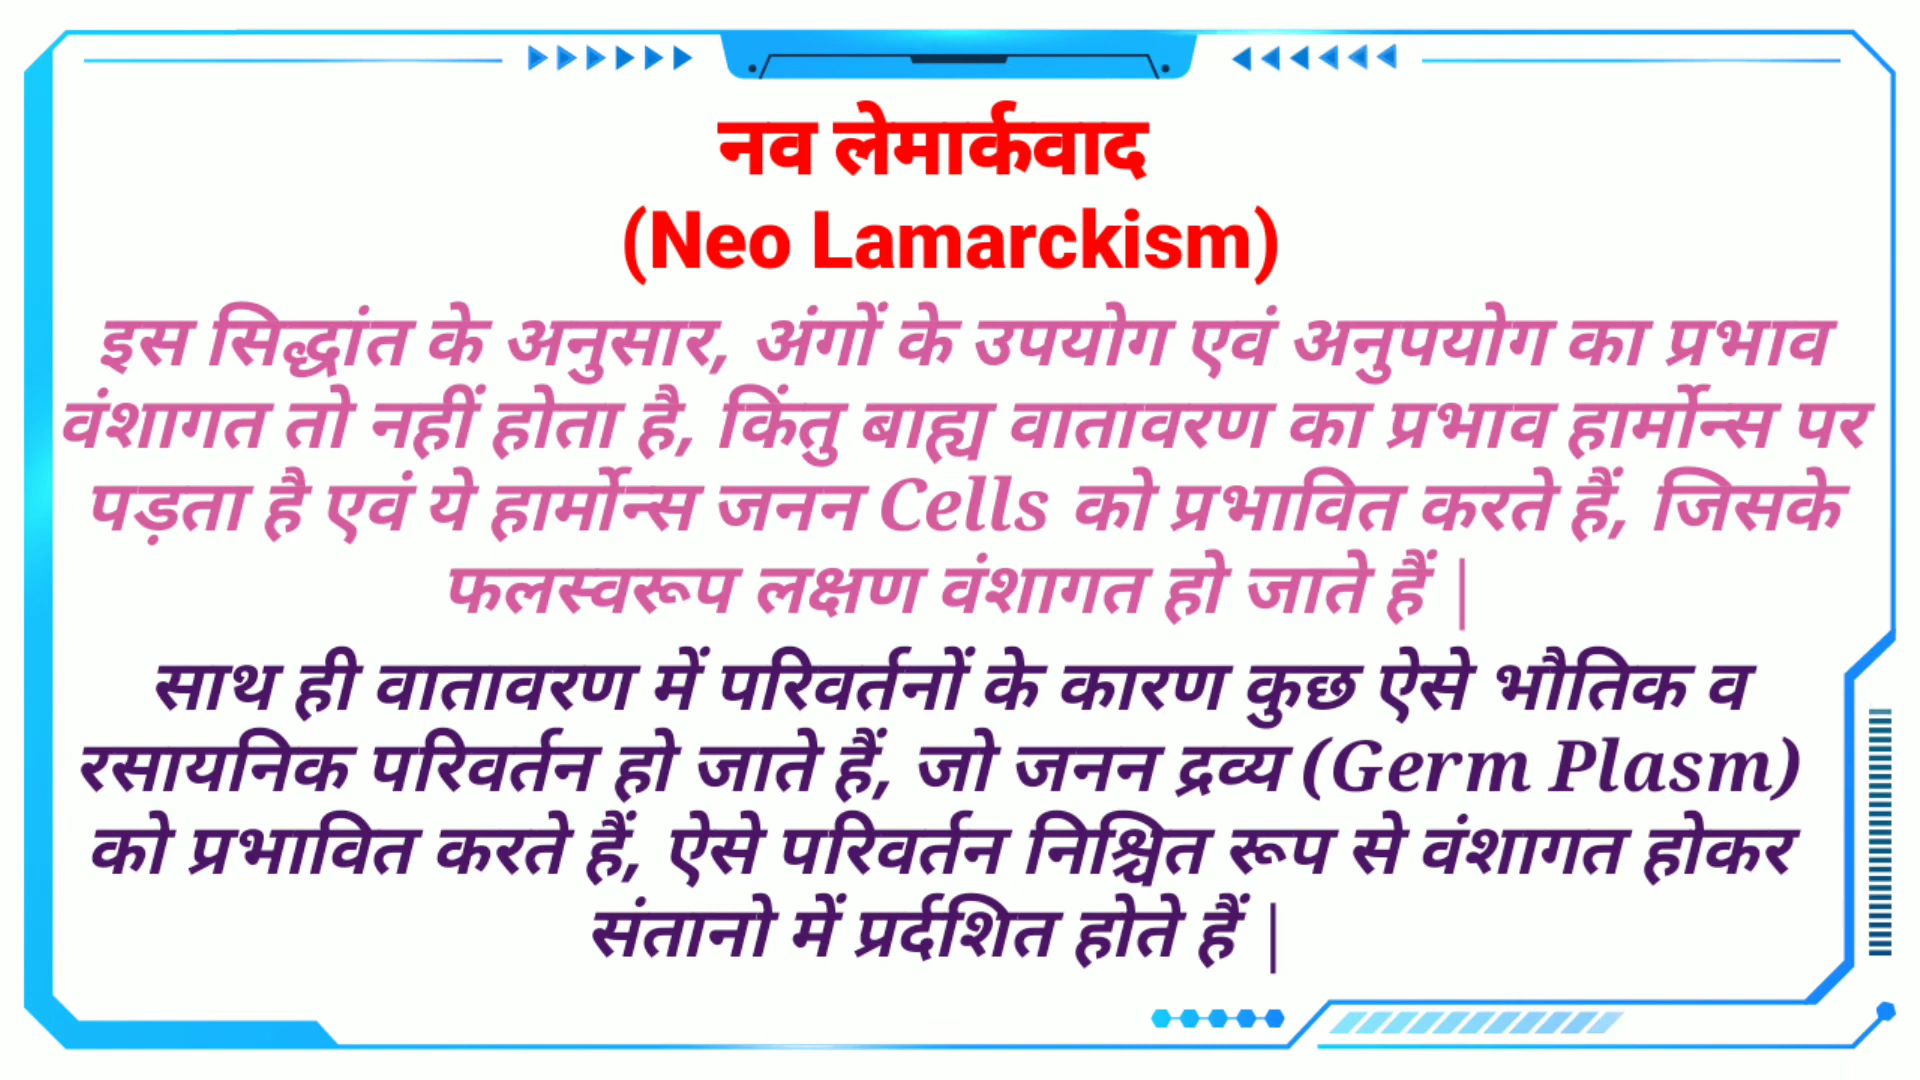 नव लेमार्कवाद
(Neo Lamarckism)
इस सिद्धांत के अनुसार, अंगों के उपयोग एवं अनुपयोग का प्रभाव
वंशागत तो नहीं होता है, किंतु बाह्य वातावरण का प्रभाव हार्मोन्स पर
पड़ता है एवं ये हार्मोन्स जनन Cells को प्रभावित करते हैं, जिसके
फलस्वरूप लक्षण वंशागत हो जाते हैं |
साथ ही वातावरण में परिवर्तनों के कारण कुछ ऐसे भौतिक व
रसायनिक परिवर्तन हो जाते हैं, जो जनन द्रव्य (Germ Plasm)
को प्रभावित करते हैं, ऐसे परिवर्तन निश्चित रूप से वंशागत होकर
संतानो में प्रर्दशित होते हैं |